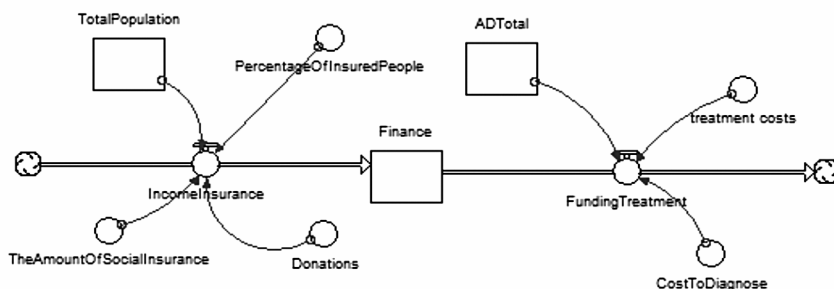 TotalPopulation
ADTotal
PercentageOfInsuredPeople
treatment costs
Finance
IncomeInsurance
FundingTreatment
TheAmountOfSocialInsurance
Donations
CostToDiagnose